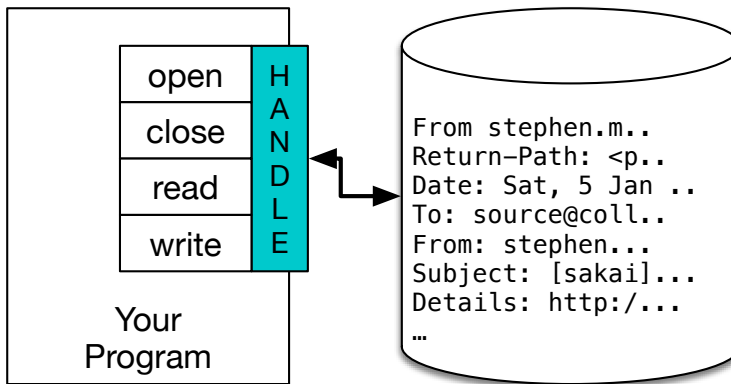 open
close
read
write
HANDLE
Your
Program
From stephen.m..
Return-Path: <p..
Date: Sat, 5 Jan ..
To: source@coll..
From: stephen...
Subject: [sakai]...
Details: http:/...
…